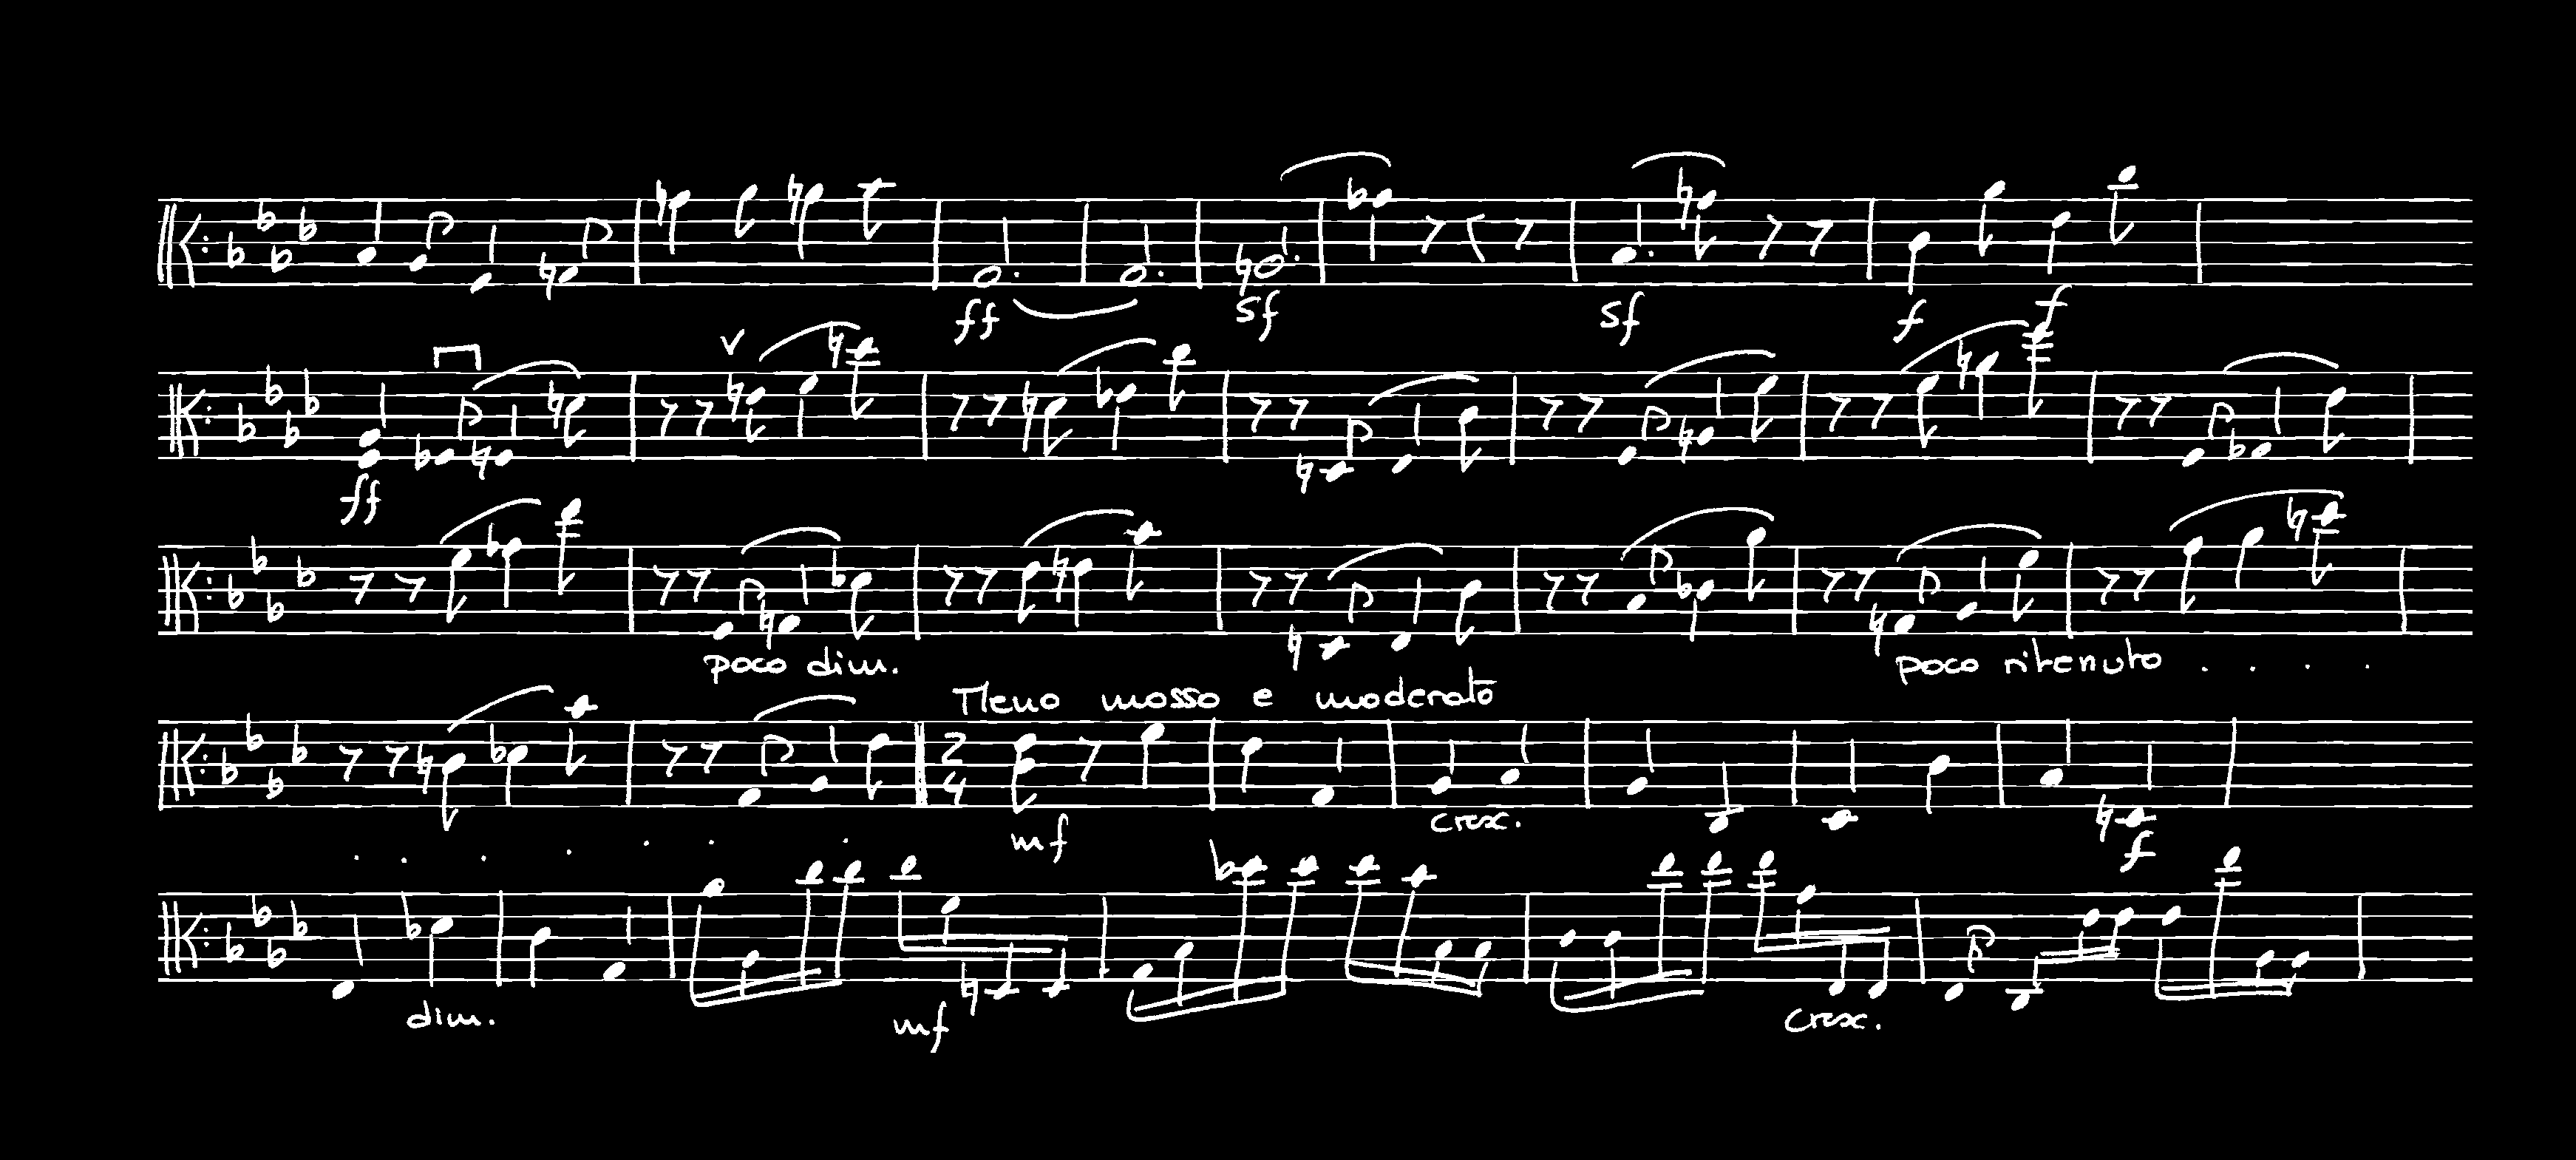 ff sf sf f f
ff
poco dim. poco ritenuto . . . .
Meno mosso e moderato
2 4 mf cresc. f
. . . . . . .
dim. mf cresc.